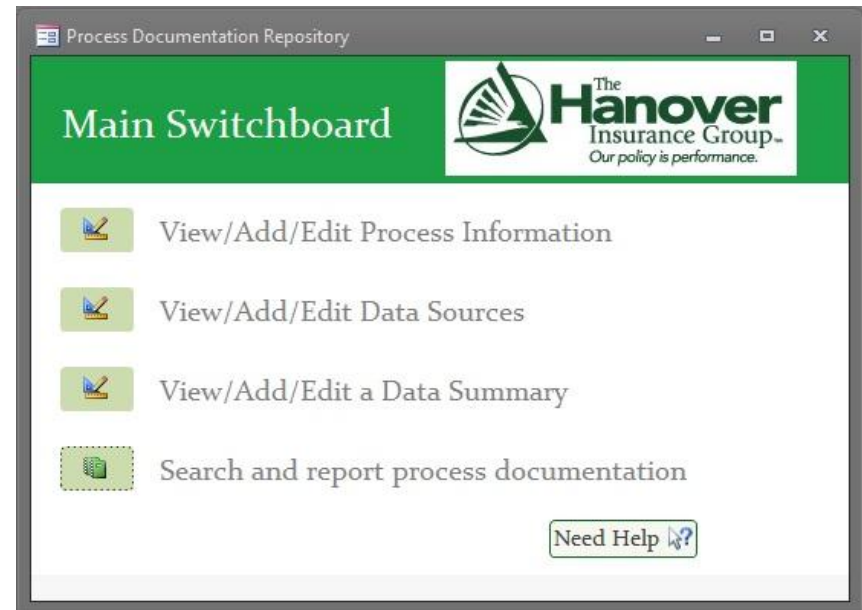 Process Documentation Repository
Main Switchboard
The
Hanover
Insurance Group™
Our policy is performance.
View/Add/Edit Process Information
View/Add/Edit Data Sources
View/Add/Edit a Data Summary
Search and report process documentation
Need Help ?